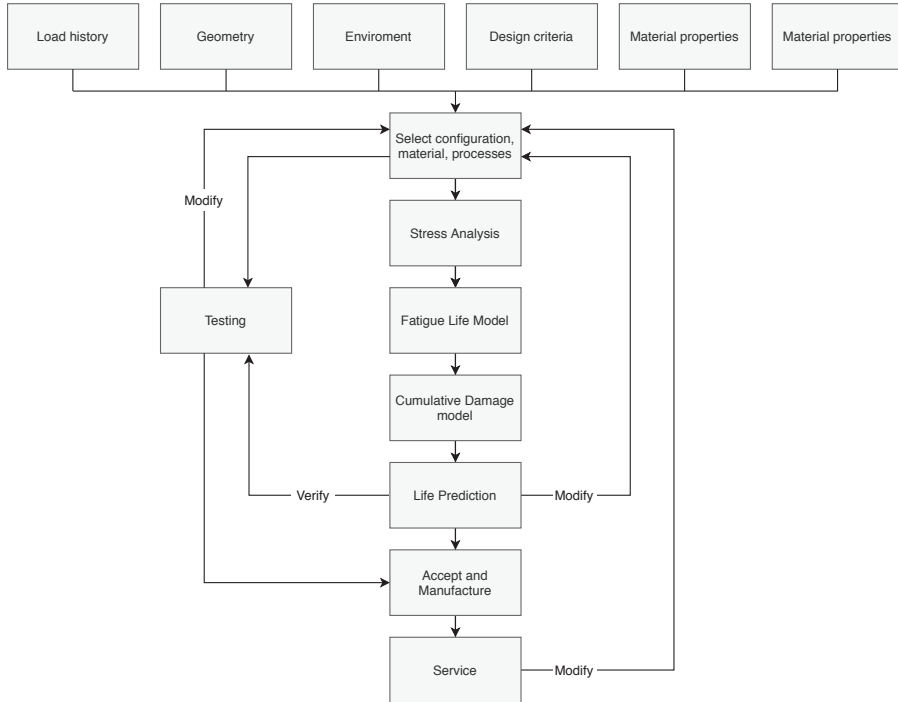 Load history
Geometry
Enviroment
Design criteria
Material properties
Material properties
Select configuration,
material, processes
Modify
Stress Analysis
Testing
Fatigue Life Model
Cumulative Damage
model
Verify
Life Prediction
Modify
Accept and
Manufacture
Service
Modify